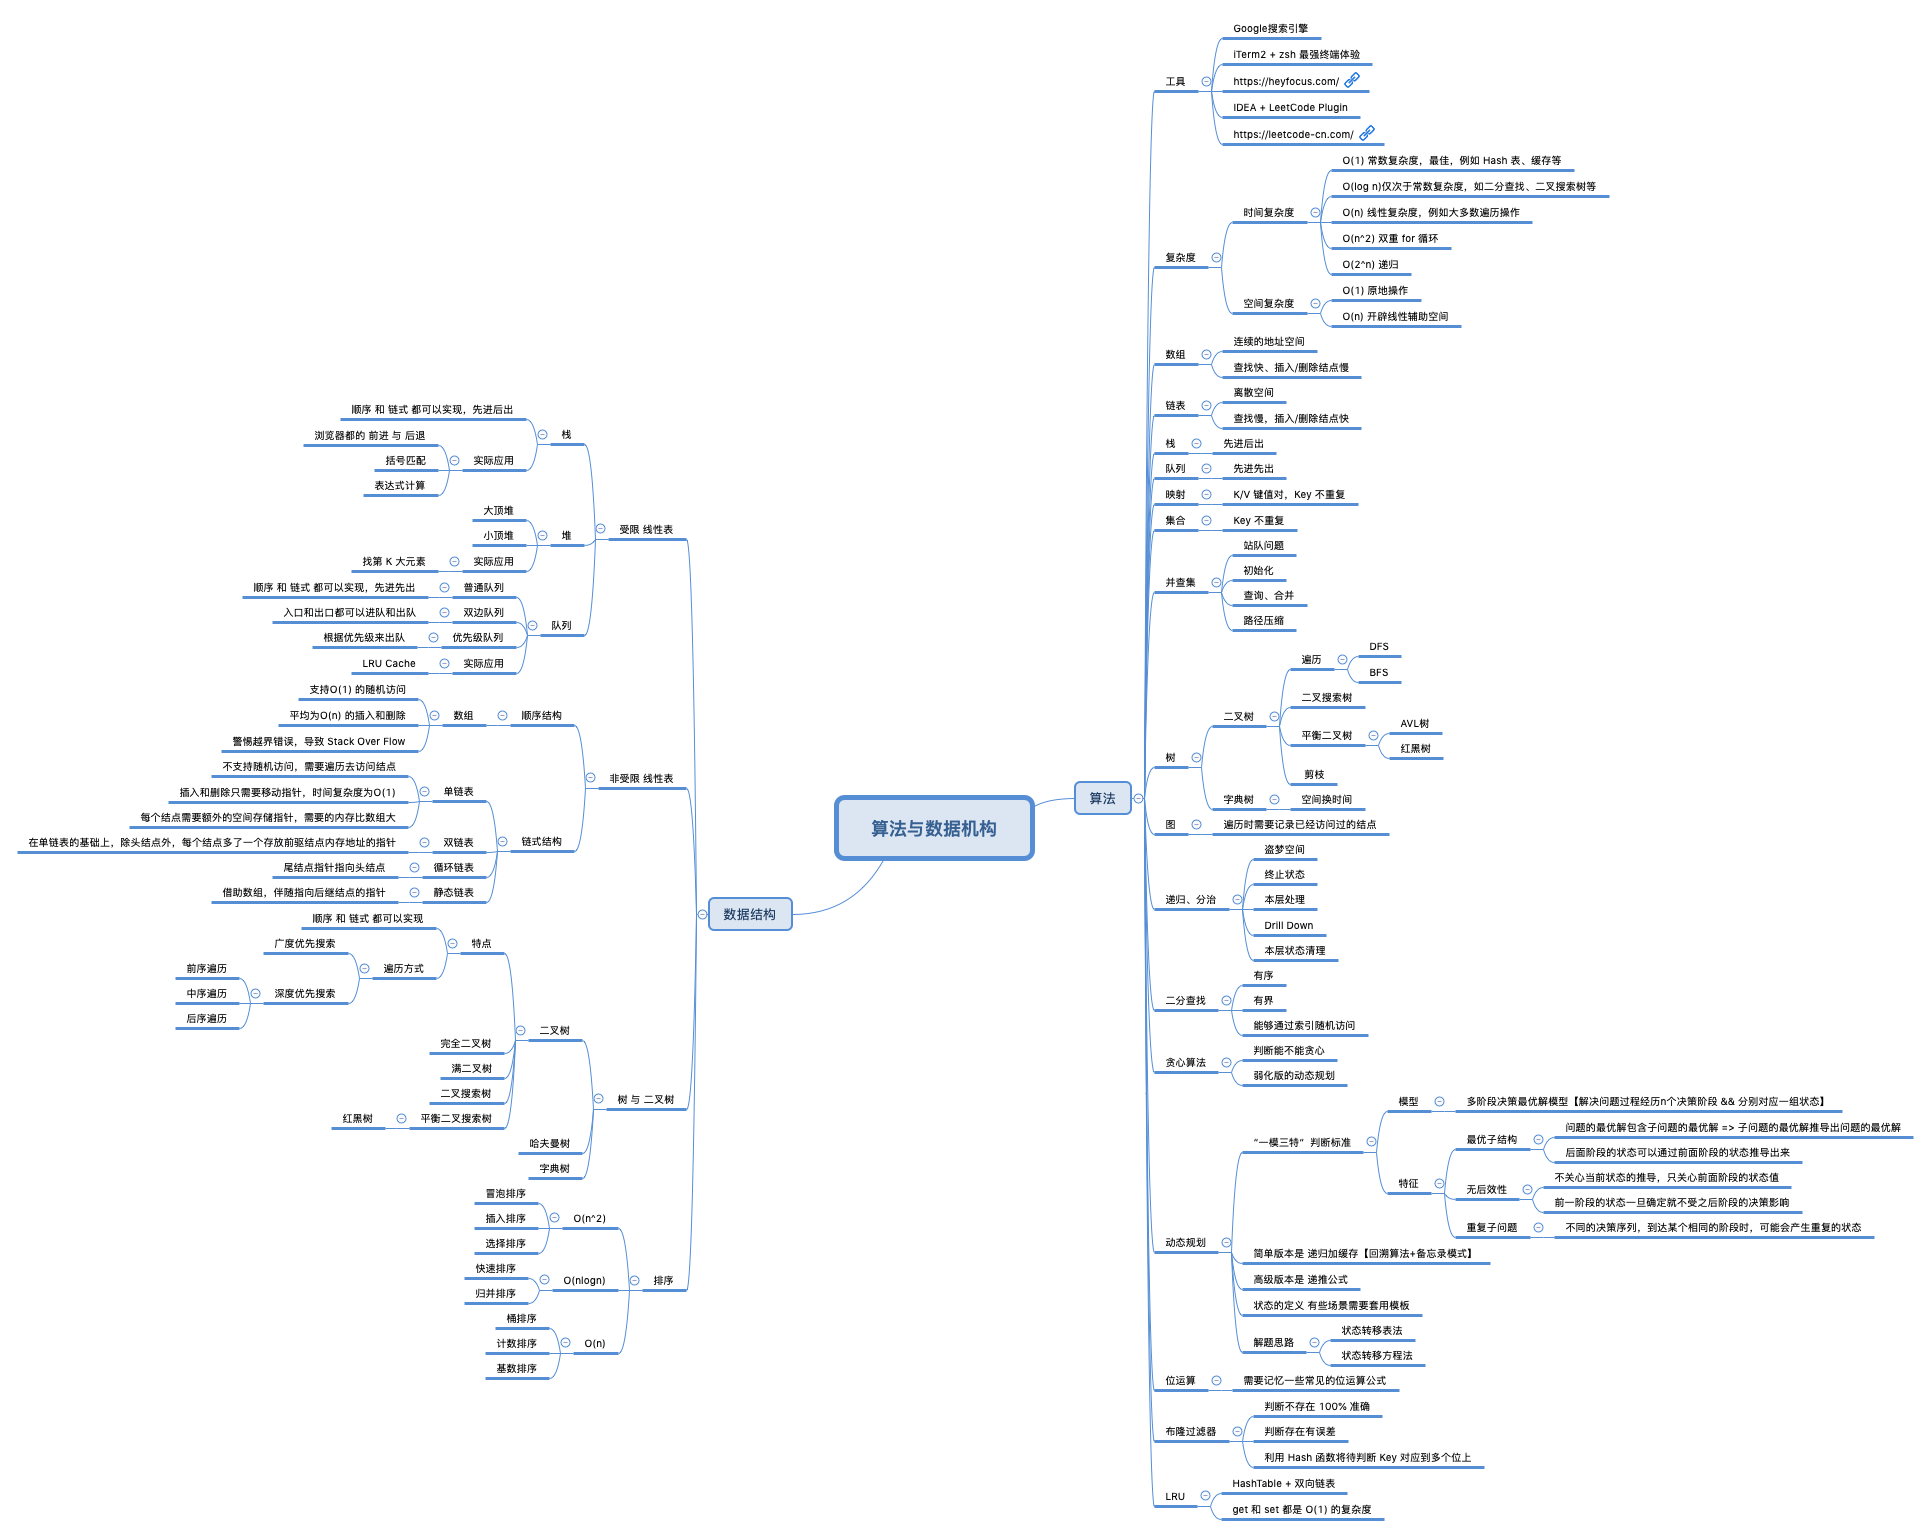 算法与数据机构
算法
工具
Google搜索引擎
iTerm2 + zsh 最强终端体验
https://heyfocus.com/
IDEA + LeetCode Plugin
https://leetcode-cn.com/
复杂度
时间复杂度
O(1) 常数复杂度，最佳，例如 Hash 表、缓存等
O(log n)仅次于常数复杂度，如二分查找、二叉搜索树等
O(n) 线性复杂度，例如大多数遍历操作
O(n^2) 双重 for 循环
O(2^n) 递归
空间复杂度
O(1) 原地操作
O(n) 开辟线性辅助空间
数组
连续的地址空间
查找快、插入/删除结点慢
链表
离散空间
查找慢，插入/删除结点快
栈
先进后出
队列
先进先出
映射
K/V 键值对，Key 不重复
集合
Key 不重复
并查集
站队问题
初始化
查询、合并
路径压缩
树
二叉树
遍历
DFS
BFS
二叉搜索树
平衡二叉树
AVL树
红黑树
剪枝
字典树
空间换时间
图
遍历时需要记录已经访问过的结点
递归、分治
盗梦空间
终止状态
本层处理
Drill Down
本层状态清理
二分查找
有序
有界
能够通过索引随机访问
贪心算法
判断能不能贪心
弱化版的动态规划
动态规划
“一模三特” 判断标准
模型
多阶段决策最优解模型【解决问题过程经历n个决策阶段 && 分别对应一组状态】
特征
最优子结构
问题的最优解包含子问题的最优解 => 子问题的最优解推导出问题的最优解
后面阶段的状态可以通过前面阶段的状态推导出来
无后效性
不关心当前状态的推导，只关心前面阶段的状态值
前一阶段的状态一旦确定就不受之后阶段的决策影响
重复子问题
不同的决策序列，到达某个相同的阶段时，可能会产生重复的状态
简单版本是 递归加缓存【回溯算法+备忘录模式】
高级版本是 递推公式
状态的定义 有些场景需要套用模板
解题思路
状态转移表法
状态转移方程法
位运算
需要记忆一些常见的位运算公式
布隆过滤器
判断不存在 100% 准确
判断存在有误差
利用 Hash 函数将待判断 Key 对应到多个位上
LRU
HashTable + 双向链表
get 和 set 都是 O(1) 的复杂度
数据结构
受限 线性表
栈
顺序 和 链式 都可以实现，先进后出
实际应用
浏览器都的 前进 与 后退
括号匹配
表达式计算
堆
大顶堆
小顶堆
实际应用
找第 K 大元素
队列
普通队列
顺序 和 链式 都可以实现，先进先出
双边队列
入口和出口都可以进队和出队
优先级队列
根据优先级来出队
实际应用
LRU Cache
非受限 线性表
顺序结构
数组
支持O(1) 的随机访问
平均为O(n) 的插入和删除
警惕越界错误，导致 Stack Over Flow
链式结构
单链表
不支持随机访问，需要遍历去访问结点
插入和删除只需要移动指针，时间复杂度为O(1)
每个结点需要额外的空间存储指针，需要的内存比数组大
双链表
在单链表的基础上，除头结点外，每个结点多了一个存放前驱结点内存地址的指针
循环链表
尾结点指针指向头结点
静态链表
借助数组，伴随指向后继结点的指针
树 与 二叉树
二叉树
特点
顺序 和 链式 都可以实现
遍历方式
广度优先搜索
深度优先搜索
前序遍历
中序遍历
后序遍历
完全二叉树
满二叉树
二叉搜索树
平衡二叉搜索树
红黑树
哈夫曼树
字典树
排序
O(n^2)
冒泡排序
插入排序
选择排序
O(nlogn)
快速排序
归并排序
O(n)
桶排序
计数排序
基数排序